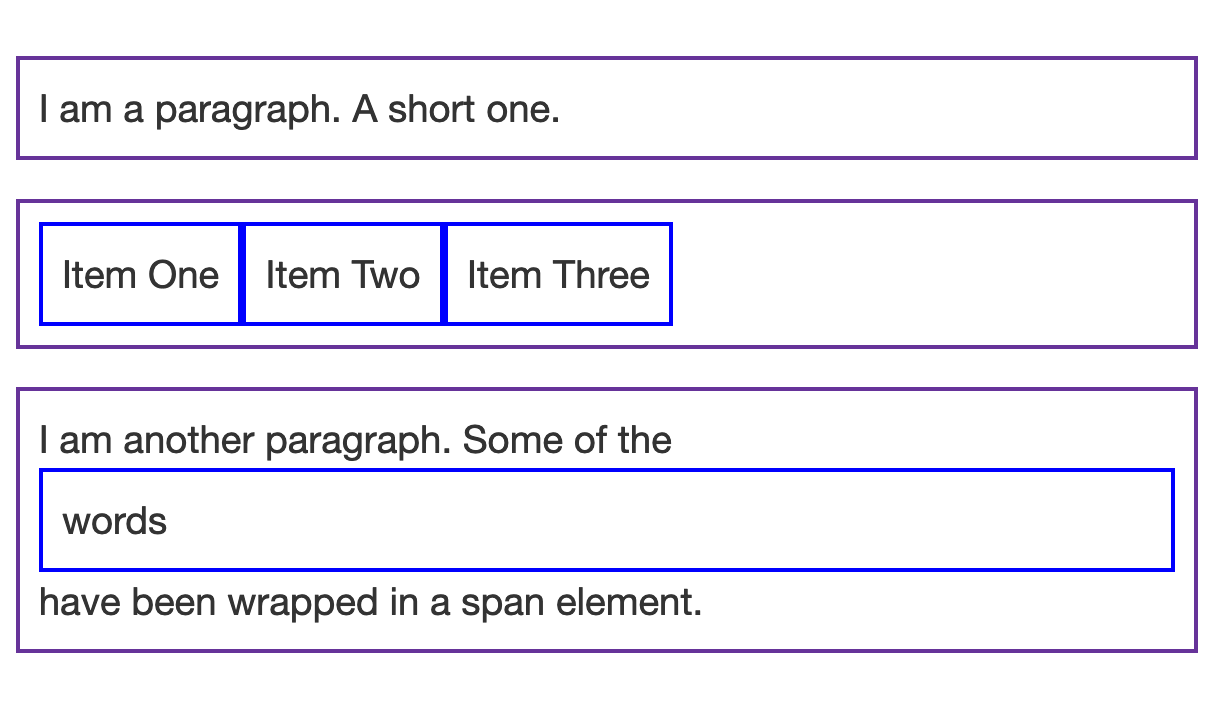 I am a paragraph. A short one.
Item One Item Two Item Three
I am another paragraph. Some of the
words
have been wrapped in a span element.